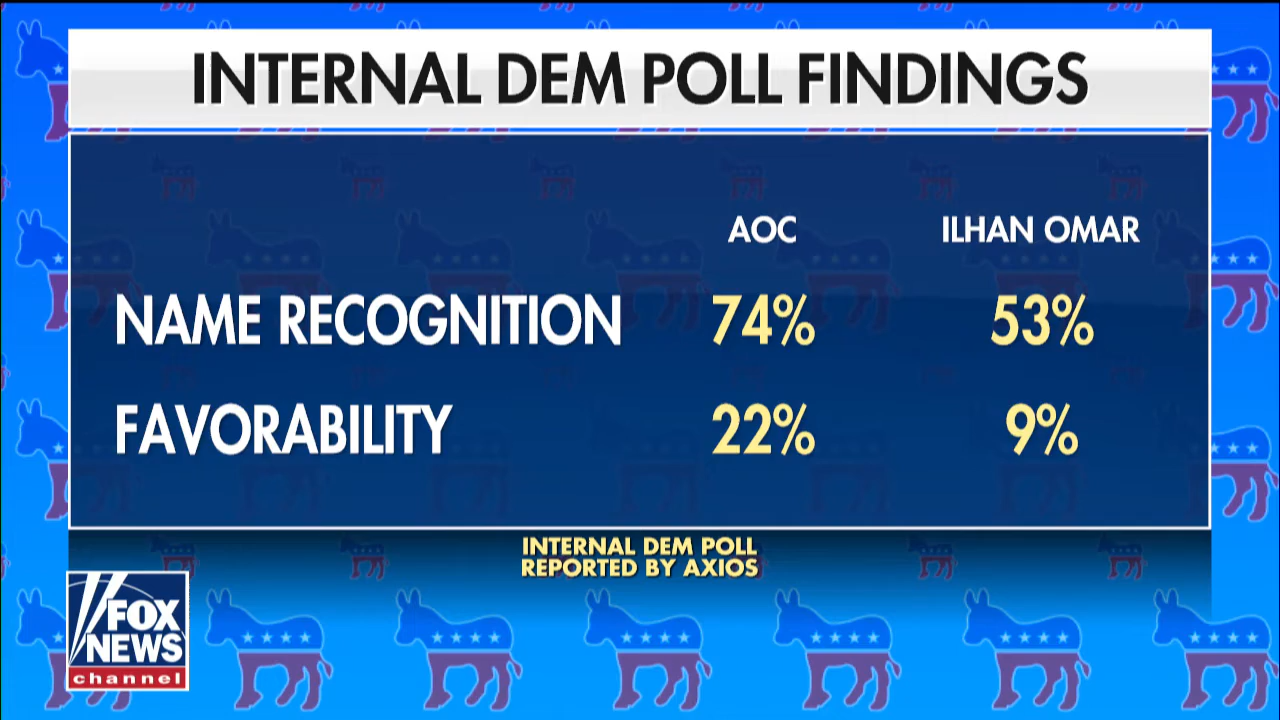 INTERNAL DEM POLL FINDINGS
AOC ILHAN OMAR
NAME RECOGNITION 74% 53%
FAVORABILITY 22% 9%
INTERNAL DEM POLL
REPORTED BY AXIOS
FOX
NEWS
channel